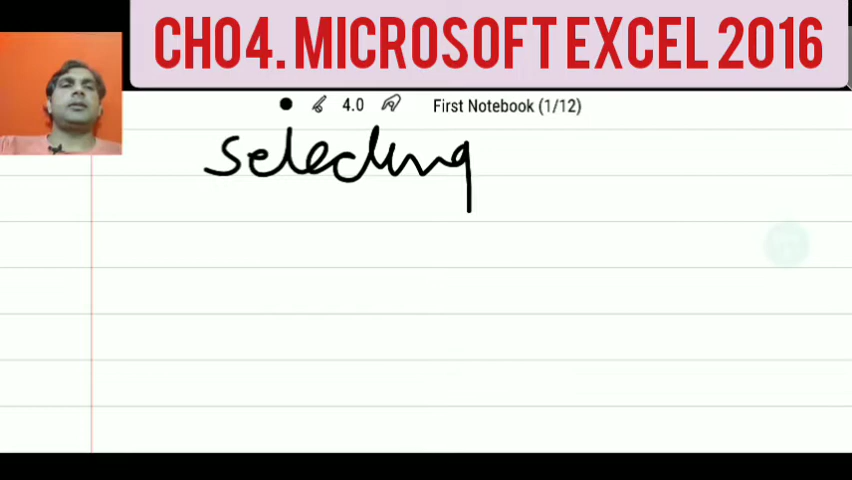 CH04. MICROSOFT EXCEL 2016
4.0 First Notebook (1/12)
selecting